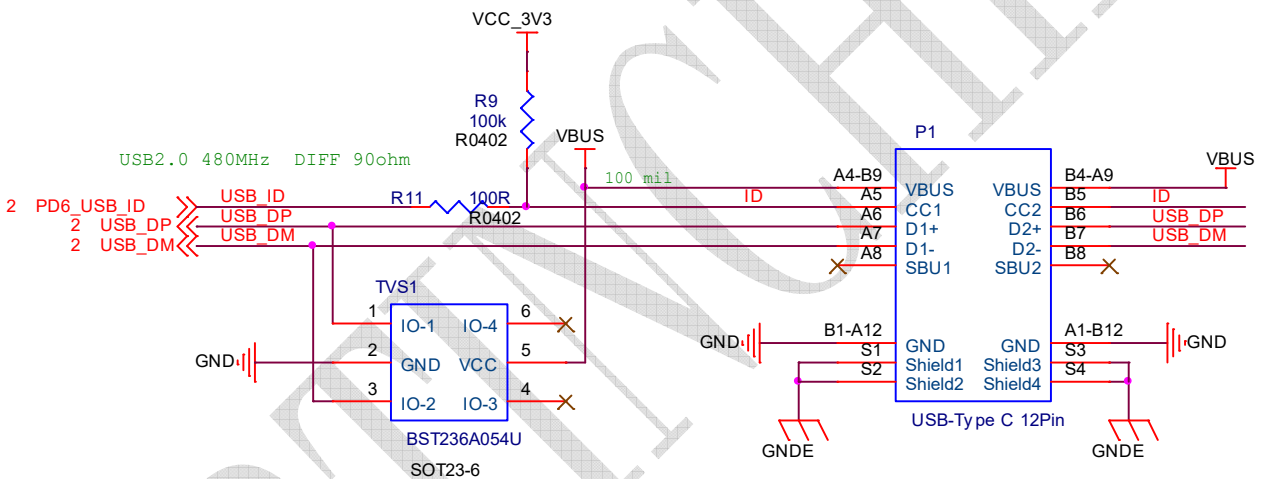 VCC_3V3
R9
100k
R0402
VBUS
P1
USB2.0 480MHz DIFF 90ohm
100 mil
A4-B9
VBUS
VBUS
B4-A9
VBUS
2 PD6_USB_ID
USB_ID
R11
100R
R0402
ID
A5
CC1
CC2
B5
ID
2 USB_DP
USB_DP
A6
D1+
D2+
B6
USB_DP
2 USB_DM
USB_DM
A7
D1-
D2-
B7
USB_DM
A8
SBU1
SBU2
B8
TVS1
1
IO-1
IO-4
6
GND
2
GND
VCC
5
3
IO-2
IO-3
4
BST236A054U
SOT23-6
GND
B1-A12
GND
GND
A1-B12
GND
S1
Shield1
Shield3
S3
S2
Shield2
Shield4
S4
USB-Type C 12Pin
GNDE
GNDE